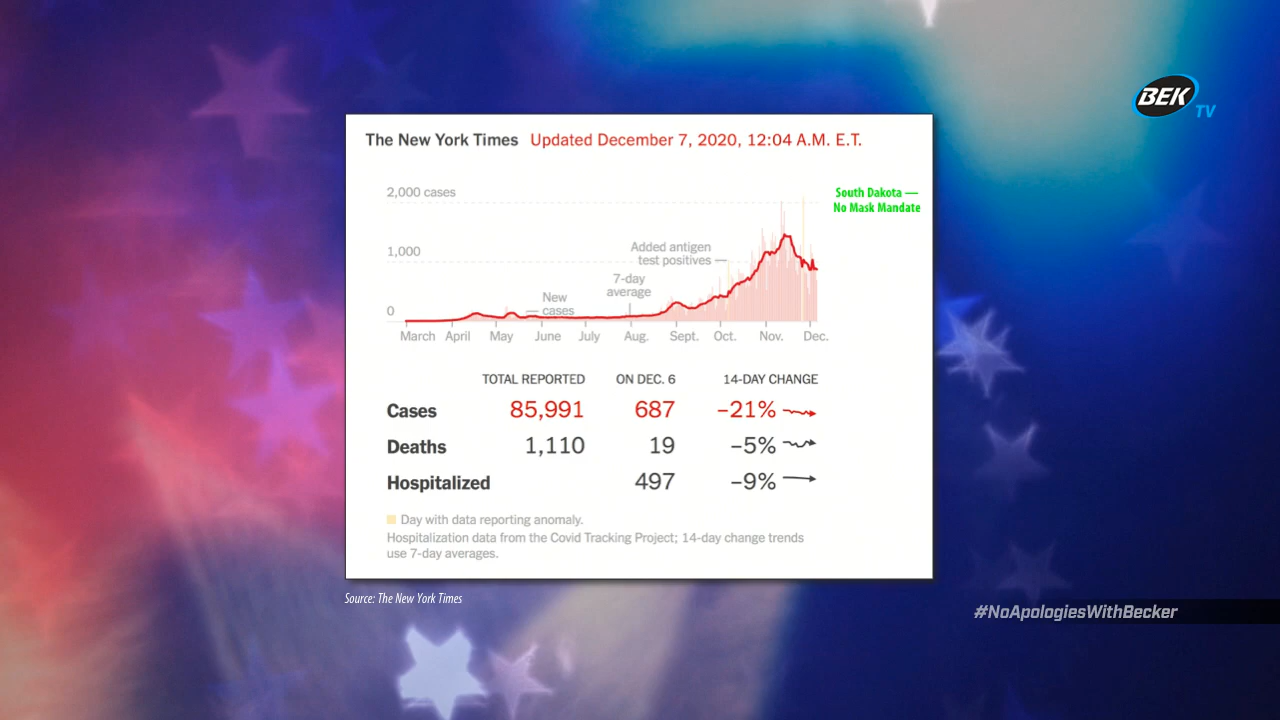 BEK TV
The New York Times Updated December 7, 2020, 12:04 A.M. E.T.
2,000 cases
South Dakota —
No Mask Mandate
1,000
Added antigen
test positives
7-day
average
New
cases
0
March April May June July Aug. Sept. Oct. Nov. Dec.
TOTAL REPORTED ON DEC. 6 14-DAY CHANGE
Cases 85,991 687 –21%
Deaths 1,110 19 –5%
Hospitalized 497 –9%
Day with data reporting anomaly.
Hospitalization data from the Covid Tracking Project; 14-day change trends
use 7-day averages.
Source: The New York Times
#NoApologiesWithBecker